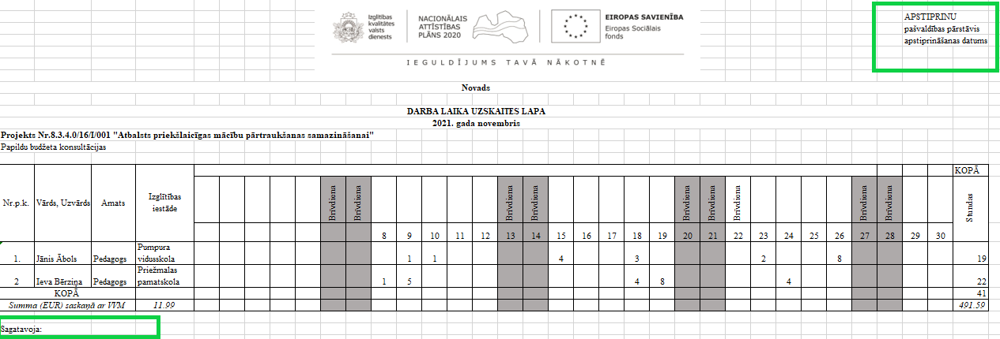 Izglītības
kvalitātes
valsts
dienests
NACIONĀLAIS
ATTĪSTĪBAS
PLĀNS 2020
EIROPAS SAVIENĪBA
Eiropas Sociālais
fonds
IEGULDĪJUMS TAVĀ NĀKOTNĒ
APSTIPRINU
pašvaldības pārstāvis
apstiprināšanas datums
Novads
DARBA LAIKA UZSKAITES LAPA
2021. gada novembris
Projekts Nr.8.3.4.0/16/I/001 "Atbalsts priekšlaicīgas mācību pārtraukšanas samazināšanai"
Papildu budžeta konsultācijas
KOPĀ
Nr.p.k. Vārds, Uzvārds Amats Izglītības iestāde Brīvdiena Brīvdiena Brīvdiena Brīvdiena Brīvdiena Brīvdiena Brīvdiena Brīvdiena Brīvdiena Stundas
8 9 10 11 12 13 14 15 16 17 18 19 20 21 22 23 24 25 26 27 28 29 30
1. Jānis Ābols Pedagogs Pumpura vidusskola 1 1 4 3 2 8 19
2 Ieva Bērziņa Pedagogs Priežmalas pamatskola 1 5 4 8 4 22
KOPĀ 41
Summa (EUR) saskaņā ar VVM 11.99 491.59
Sagatavoja: